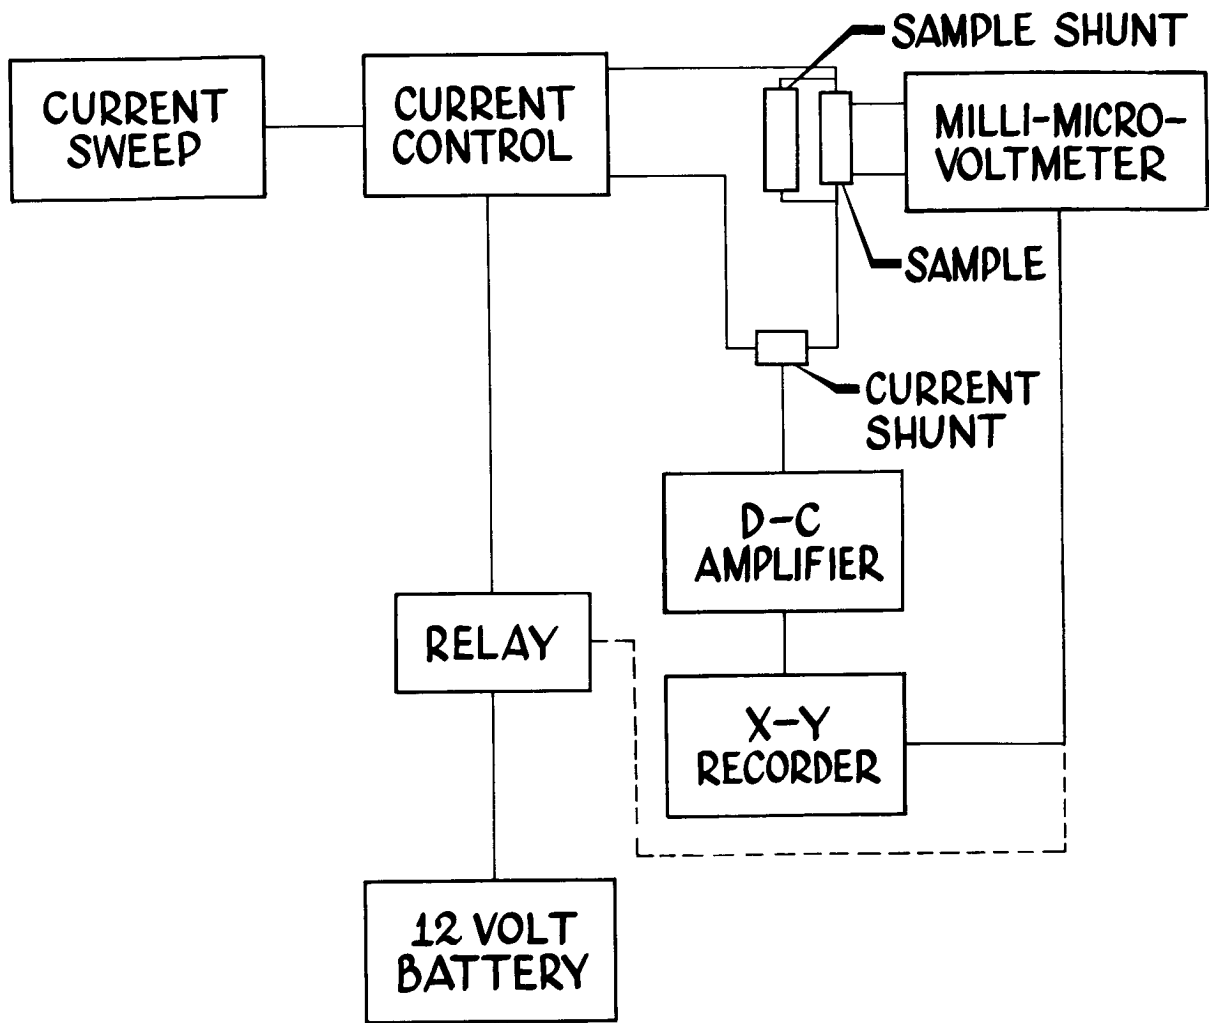 SAMPLE SHUNT
CURRENT
SWEEP
CURRENT
CONTROL
MILLI-MICRO-
VOLTMETER
SAMPLE
CURRENT
SHUNT
D-C
AMPLIFIER
RELAY
X-Y
RECORDER
12 VOLT
BATTERY